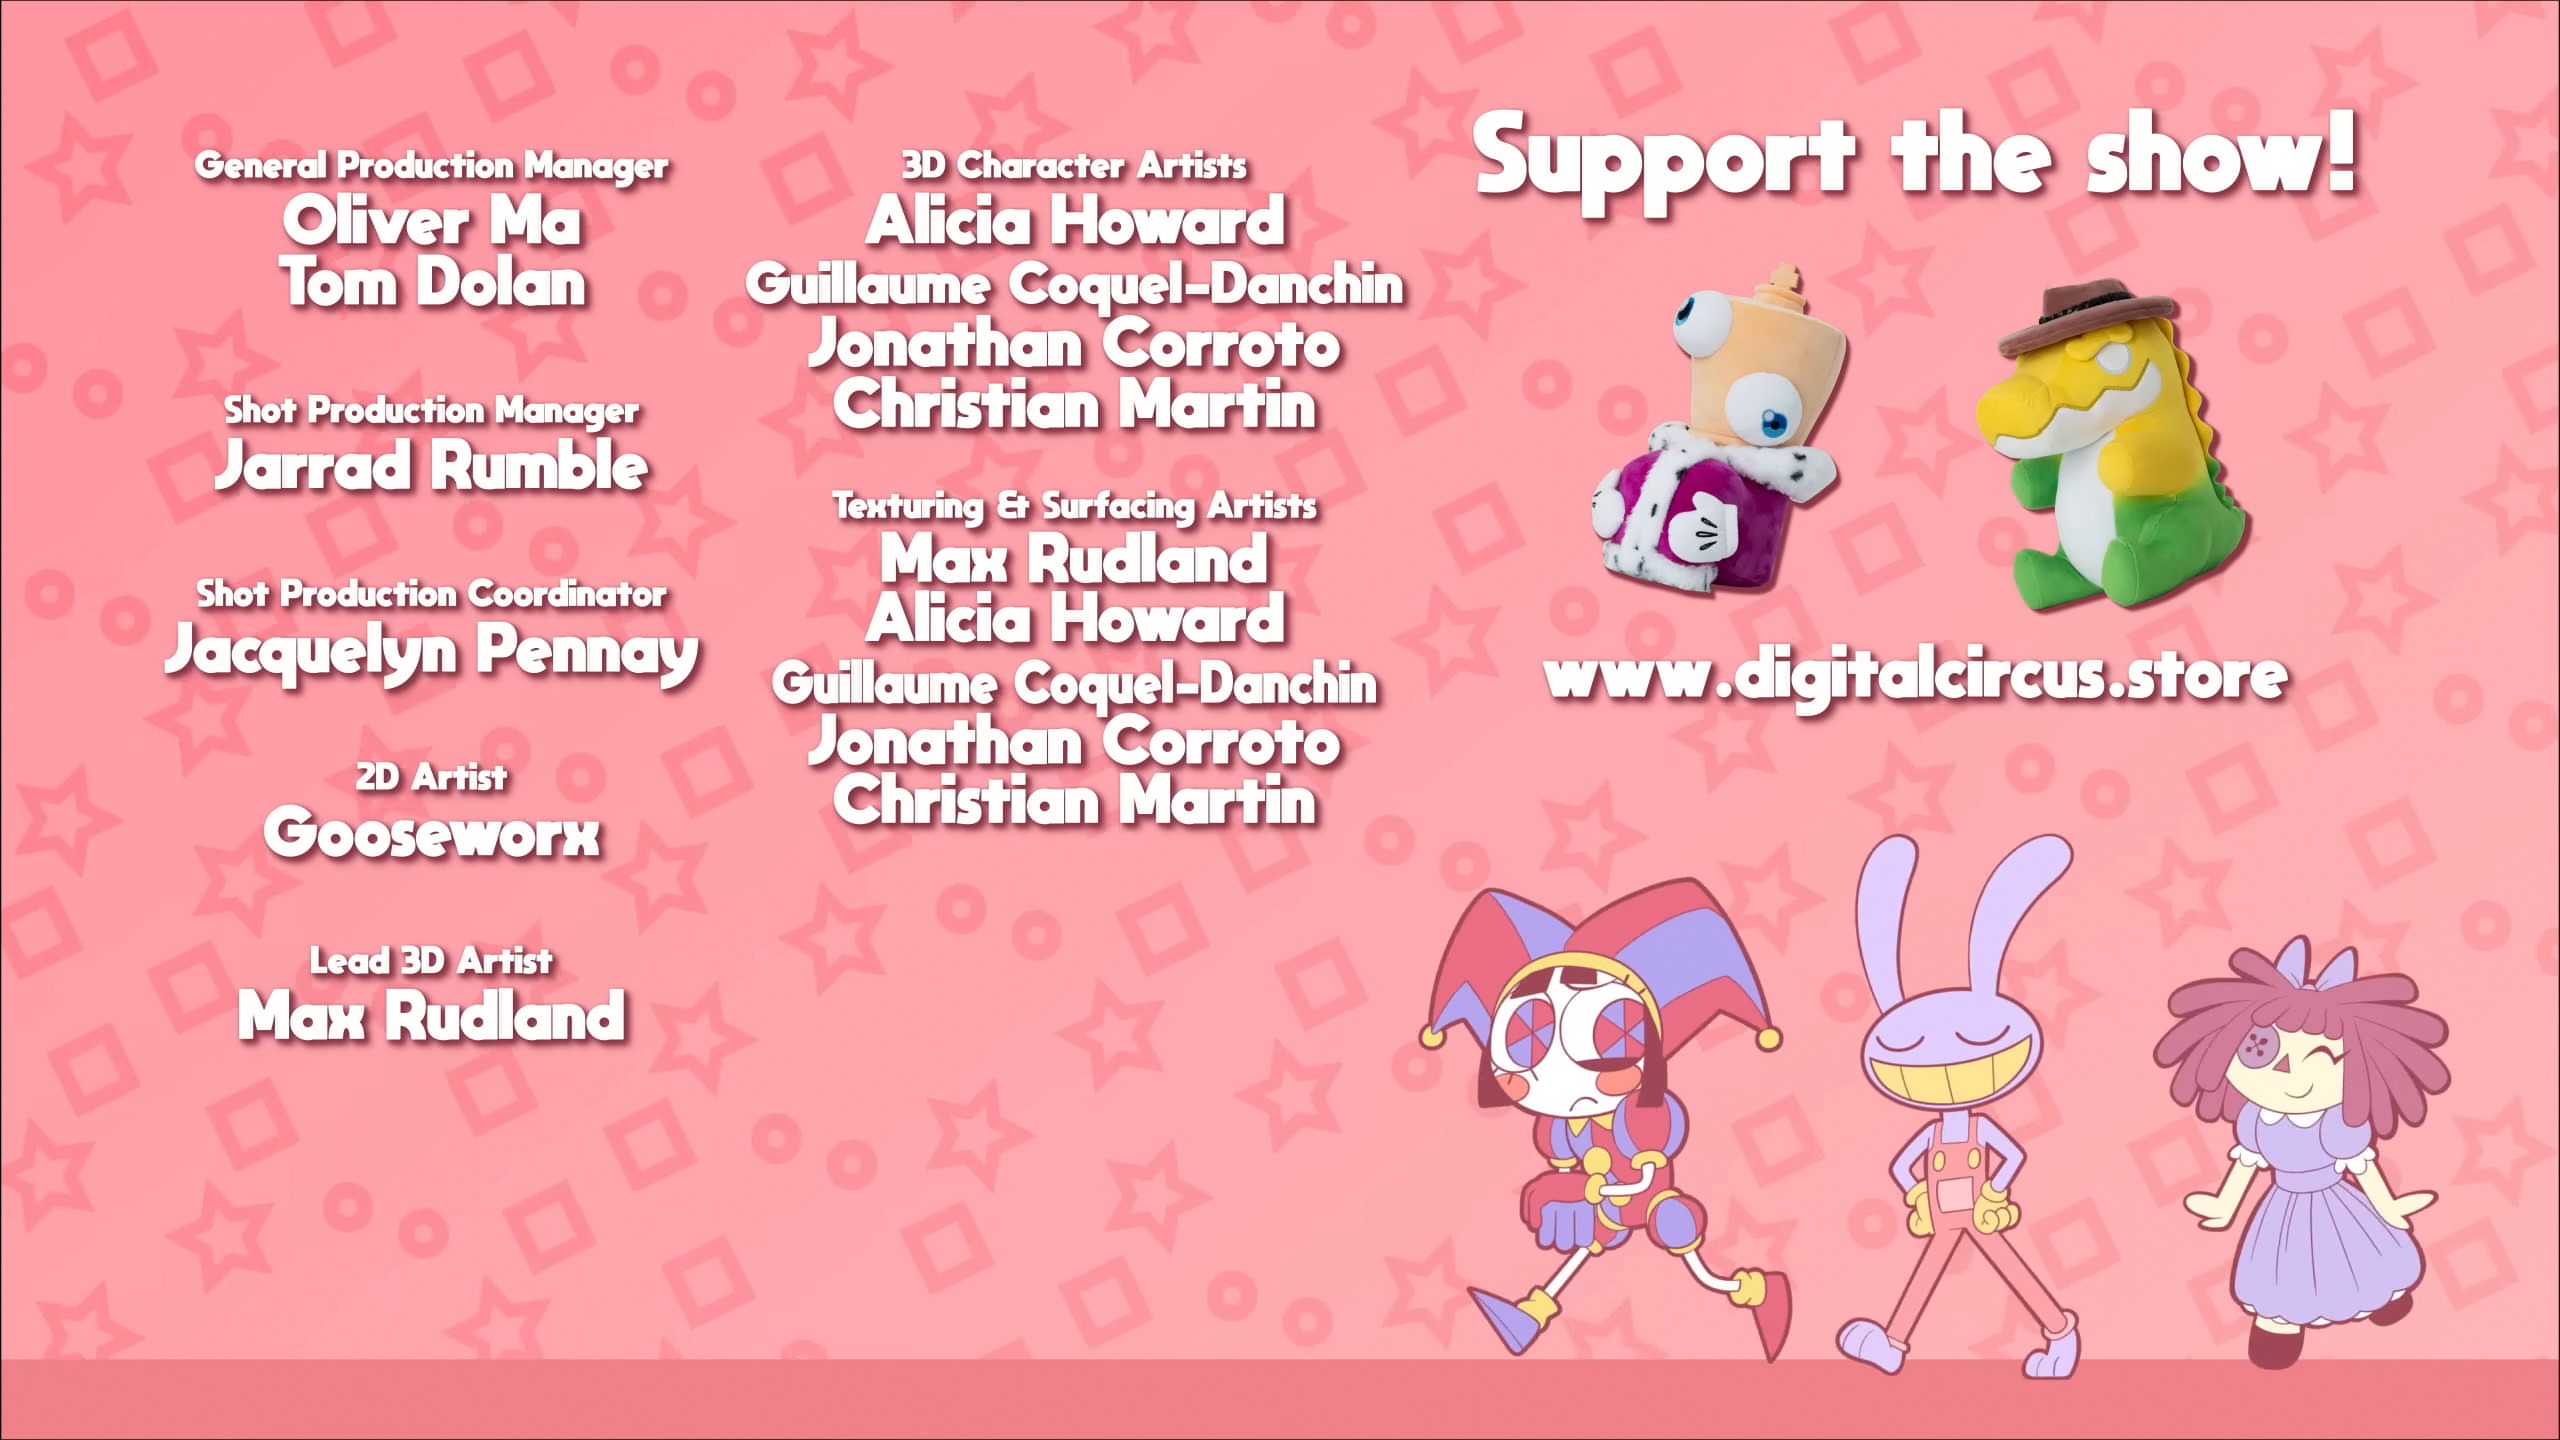 General Production Manager
Oliver Ma
Tom Dolan
Shot Production Manager
Jarrad Rumble
Shot Production Coordinator
Jacquelyn Pennay
2D Artist
Gooseworx
Lead 3D Artist
Max Rudland
3D Character Artists
Alicia Howard
Guillaume Coquel-Danchin
Jonathan Corroto
Christian Martin
Texturing & Surfacing Artists
Max Rudland
Alicia Howard
Guillaume Coquel-Danchin
Jonathan Corroto
Christian Martin
Support the show!
www.digitalcircus.store